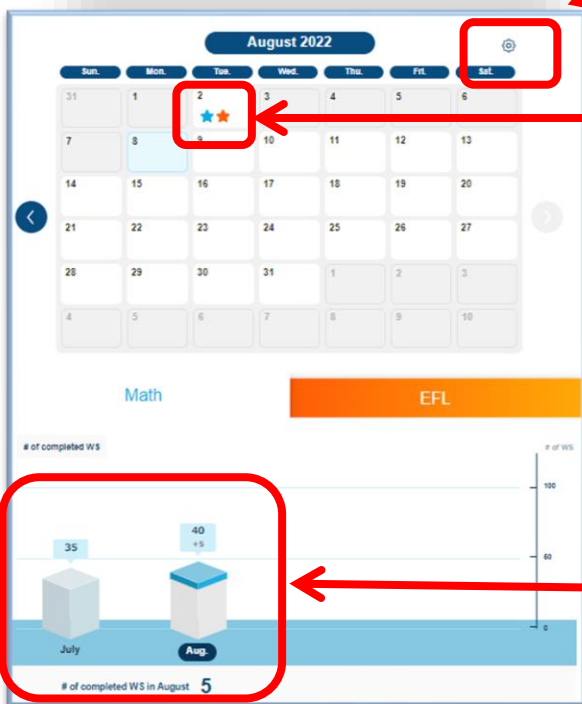 August 2022
Sun. Mon. Tue. Wed. Thu. Fri. Sat.
31 1 2 3 4 5 6
7 8 9 10 11 12 13
14 15 16 17 18 19 20
21 22 23 24 25 26 27
28 29 30 31 1 2 3
4 5 6 7 8 9 10
Math EFL
# of completed WS # of WS
100
40
+5
35
50
0
July Aug.
# of completed WS in August 5